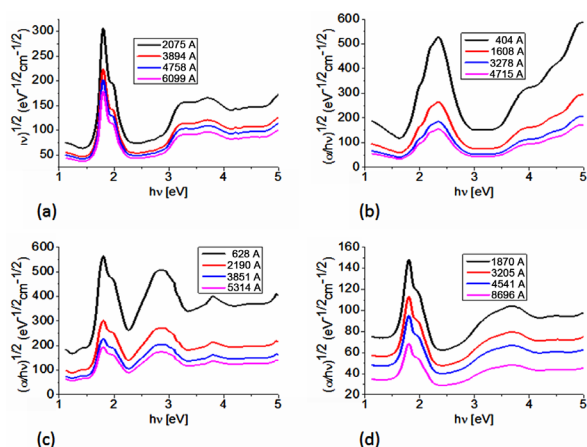 ιν)^1/2 (eV^-1/2cm^-1/2)
300
250
200
150
100
50
2075 A
3894 A
4758 A
6099 A
1 2 3 4 5
hν [eV]
(a)
(αhν)^1/2 (eV^-1/2cm^-1/2)
600
500
400
300
200
100
0
404 A
1608 A
3278 A
4715 A
1 2 3 4 5
hν [eV]
(b)
(αhν)^1/2 (eV^-1/2cm^-1/2)
600
500
400
300
200
100
0
628 A
2190 A
3851 A
5314 A
1 2 3 4 5
hν [eV]
(c)
(αhν)^1/2 (eV^-1/2cm^-1/2)
160
140
120
100
80
60
40
20
1870 A
3205 A
4541 A
8696 A
1 2 3 4 5
hν [eV]
(d)